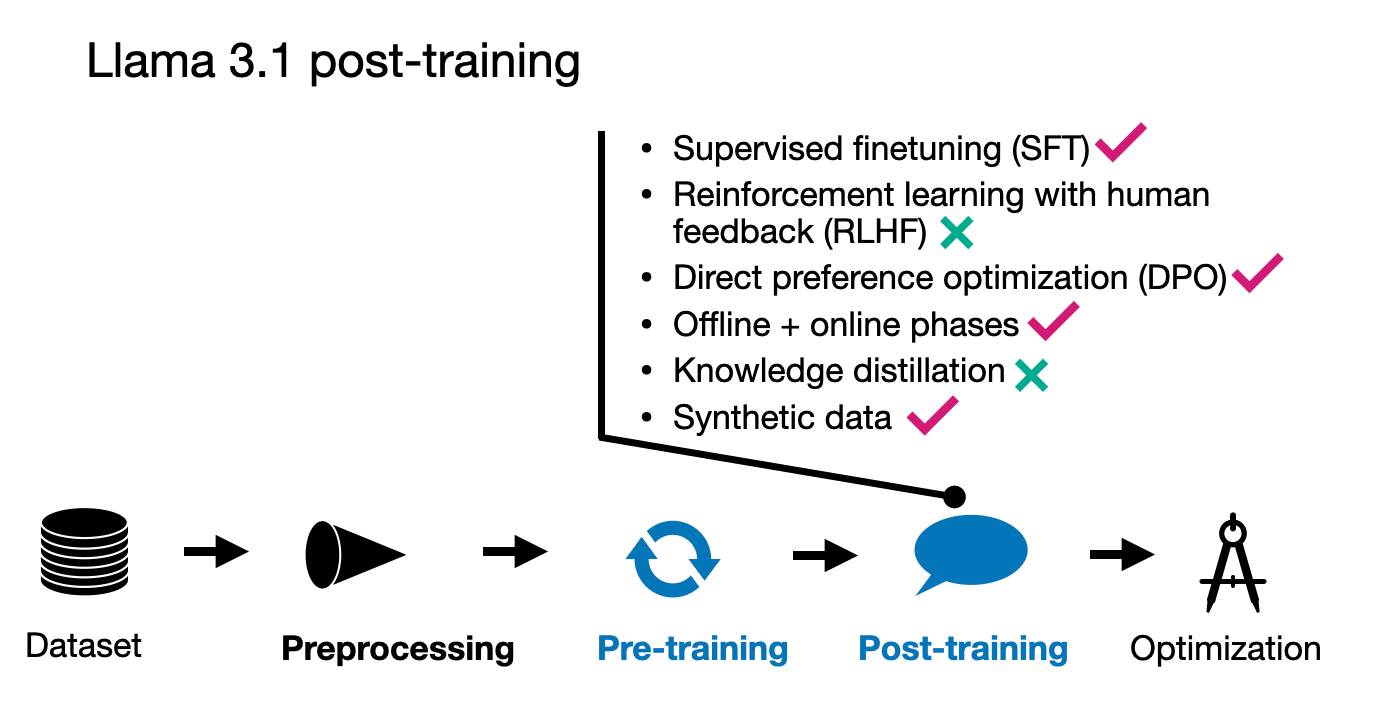 Llama 3.1 post-training
• Supervised finetuning (SFT)
• Reinforcement learning with human
feedback (RLHF)
• Direct preference optimization (DPO)
• Offline + online phases
• Knowledge distillation
• Synthetic data
Dataset
Preprocessing
Pre-training
Post-training
Optimization